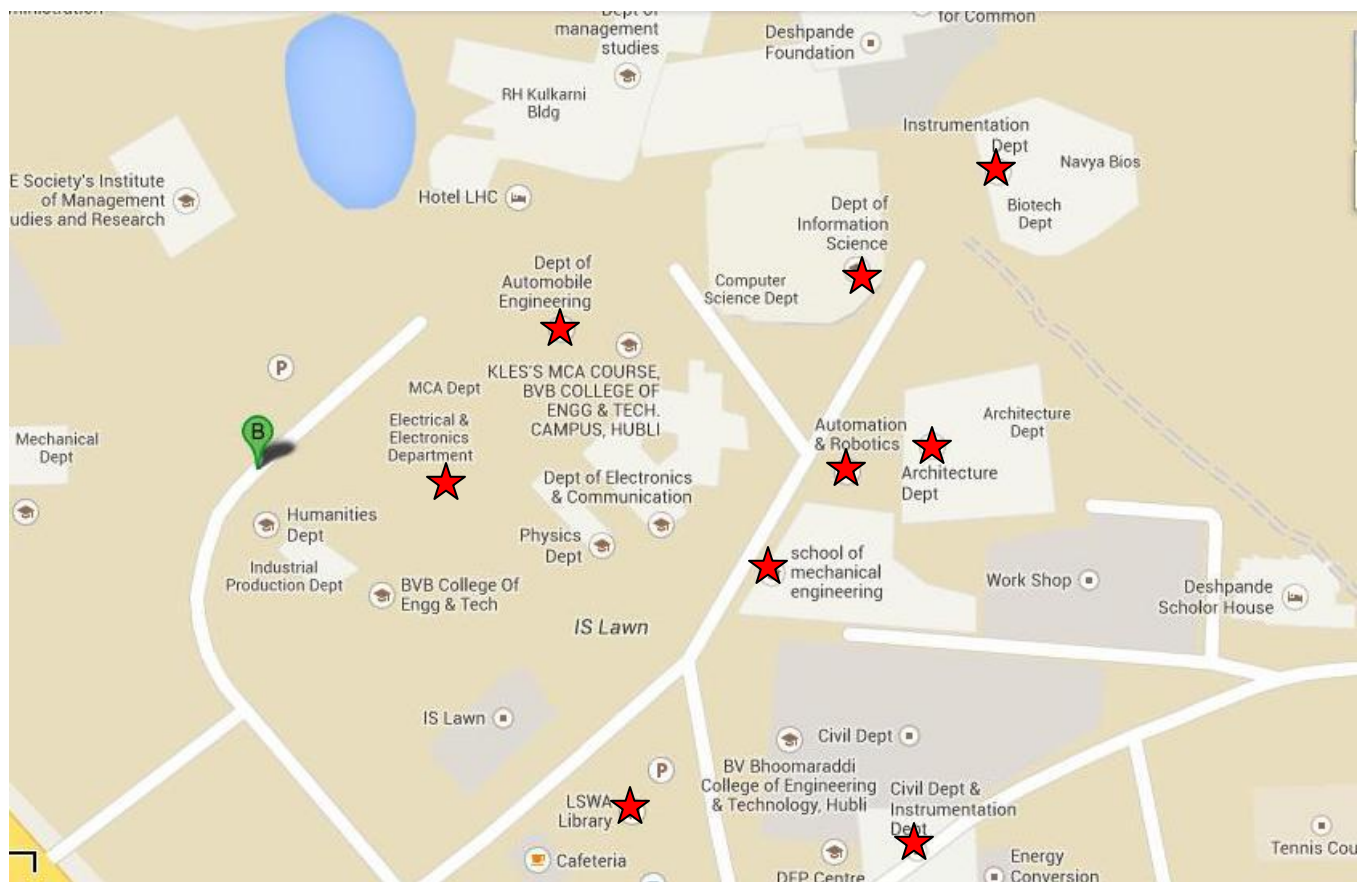 management
studies
for Common
Deshpande
Foundation
RH Kulkarni
Bldg
Instrumentation
Dept
Navya Bios
Biotech
Dept
E Society's Institute
of Management
udies and Research
Hotel LHC
Dept of
Information
Science
Computer
Science Dept
Dept of
Automobile
Engineering
P
KLES'S MCA COURSE,
BVB COLLEGE OF
ENGG & TECH.
CAMPUS, HUBLI
MCA Dept
Electrical &
Electronics
Department
B
Mechanical
Dept
Automation
& Robotics
Architecture
Dept
Architecture
Dept
Dept of Electronics
& Communication
Humanities
Dept
Physics
Dept
Industrial
Production Dept
BVB College Of
Engg & Tech
school of
mechanical
engineering
Work Shop
Deshpande
Scholor House
IS Lawn
IS Lawn
Civil Dept
BV Bhoomaraddi
College of Engineering
& Technology, Hubli
P
LSWA
Library
Civil Dept &
Instrumentation
Dept
Cafeteria
DFP Centre
Energy
Conversion
Tennis Cou